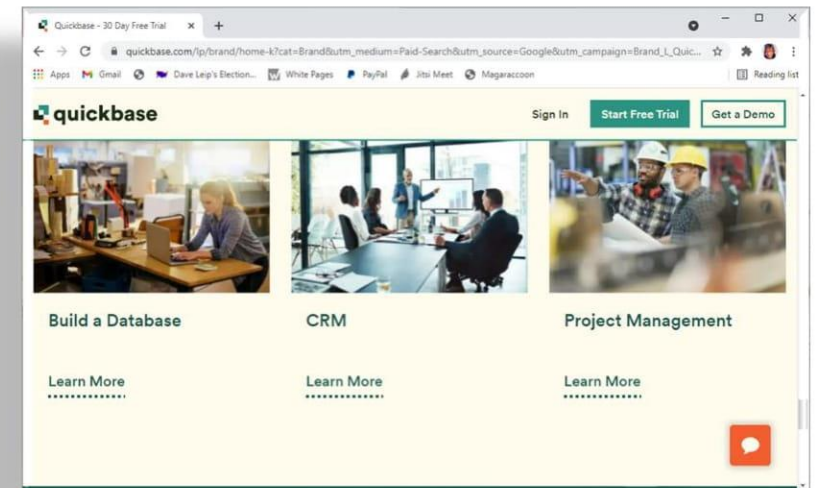 Quickbase - 30 Day Free Trial
quickbase.com/lp/brand/home-k?cat=Brand&utm_medium=Paid-Search&utm_source=Google&utm_campaign=Brand_L_Quic...
Apps Gmail Dave Leip's Election... White Pages PayPal Jitsi Meet Magaraccoon Reading list
quickbase Sign In Start Free Trial Get a Demo
Build a Database CRM Project Management
Learn More Learn More Learn More